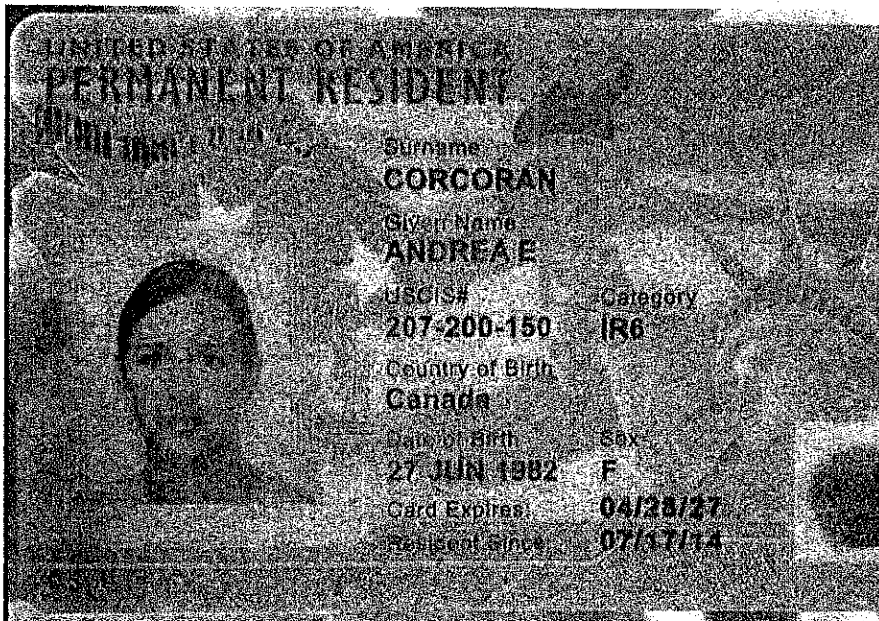 UNITED STATES OF AMERICA
PERMANENT RESIDENT
Surname
CORCORAN
Given Name
ANDREA E
USCIS# Category
207-200-150 IR6
Country of Birth
Canada
Date of Birth Sex
27 JUN 1982 F
Card Expires: 04/28/27
Resident Since: 07/17/14